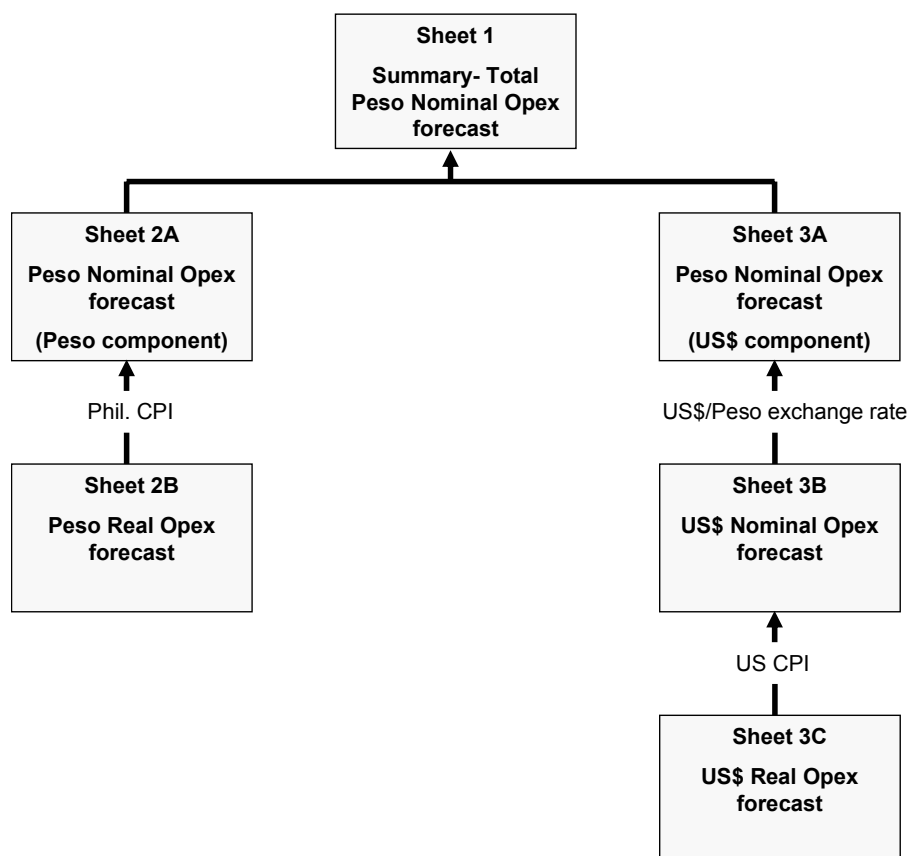 Sheet 1
Summary- Total
Peso Nominal Opex
forecast
Sheet 2A
Peso Nominal Opex
forecast
(Peso component)
Sheet 3A
Peso Nominal Opex
forecast
(US$ component)
Phil. CPI
US$/Peso exchange rate
Sheet 2B
Peso Real Opex
forecast
Sheet 3B
US$ Nominal Opex
forecast
US CPI
Sheet 3C
US$ Real Opex
forecast